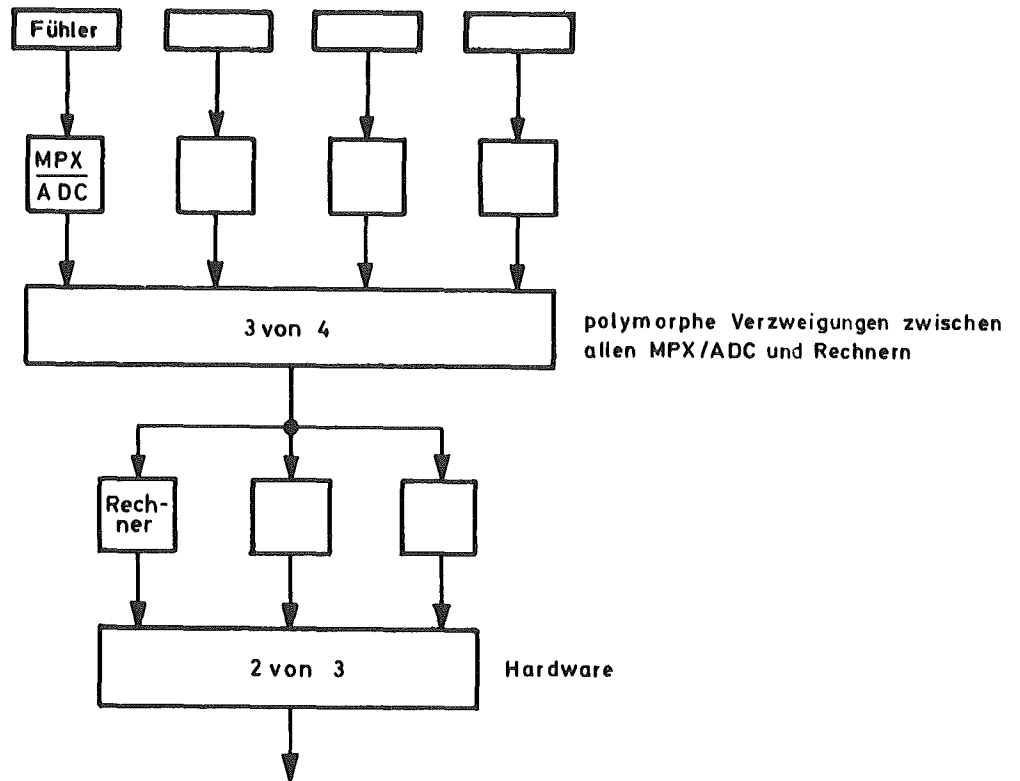 Fühler
MPX
ADC
3 von 4
polymorphe Verzweigungen zwischen
allen MPX/ADC und Rechnern
Rech-
ner
2 von 3
Hardware